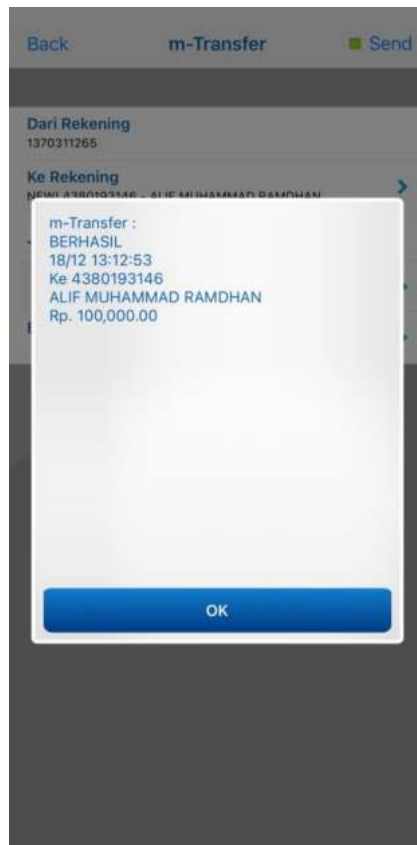 Back m-Transfer Send
Dari Rekening
1370311265
Ke Rekening
m-Transfer :
BERHASIL
18/12 13:12:53
Ke 4380193146
ALIF MUHAMMAD RAMDHAN
Rp. 100,000.00
OK